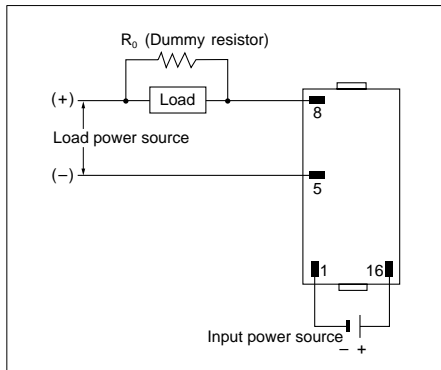 R₀ (Dummy resistor)
(+)
Load
8
Load power source
(−)
5
1 16
Input power source
− +